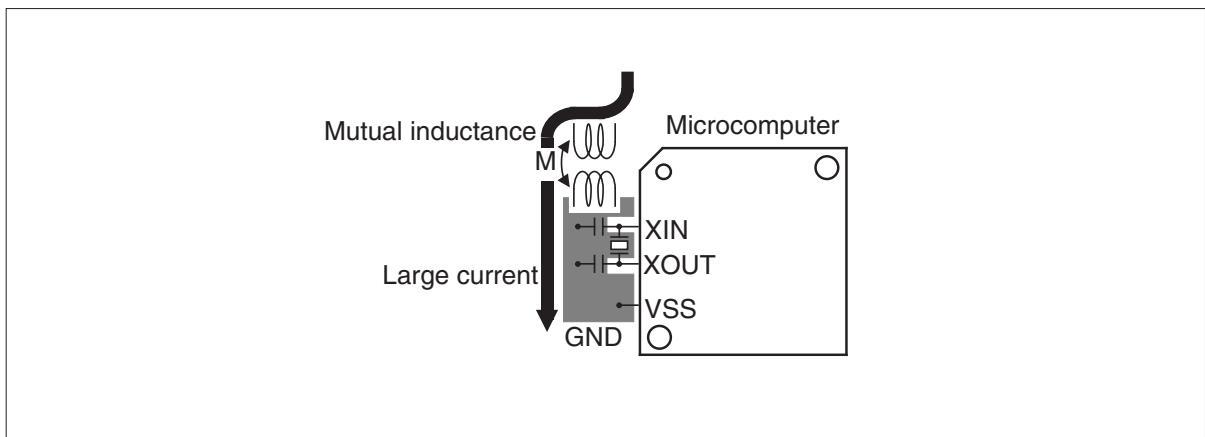 Mutual inductance
Microcomputer
M
XIN
XOUT
Large current
VSS
GND